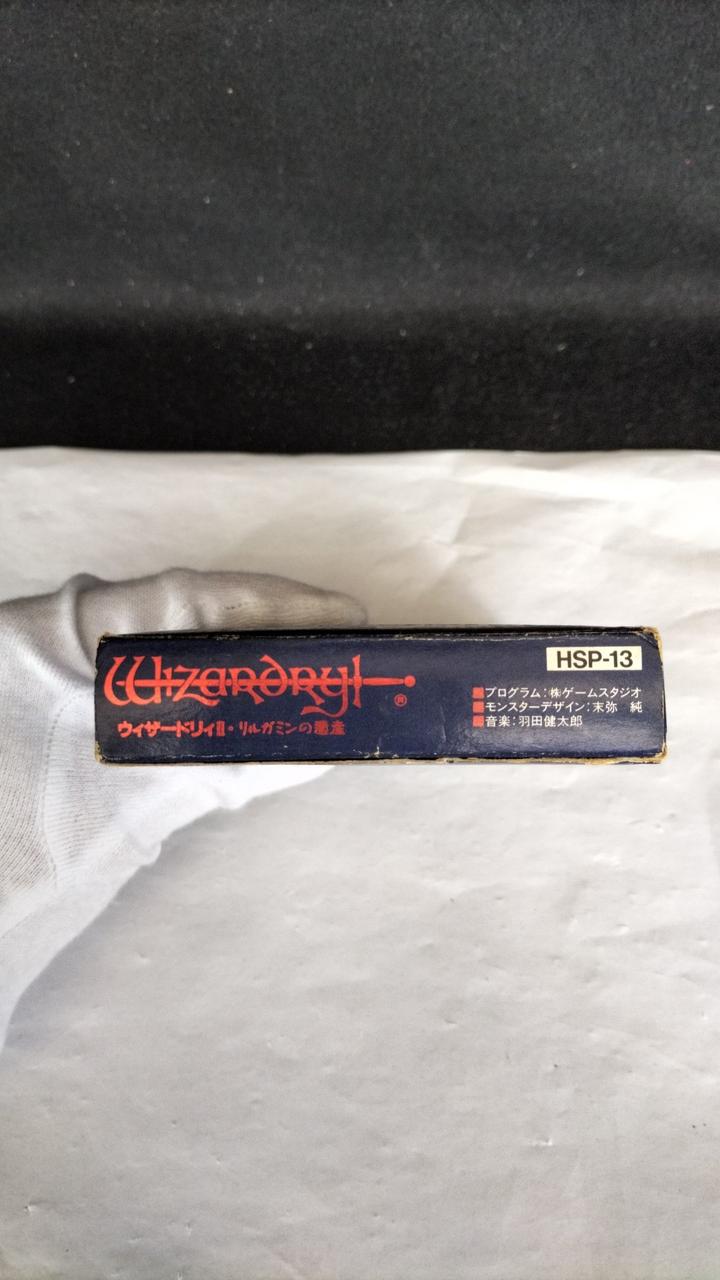 Wizardry®
ウィザードリィⅡ・リルガミンの遺産
HSP-13
■プログラム:㈱ゲームスタジオ
■モンスターデザイン:末弥 純
■音楽:羽田健太郎